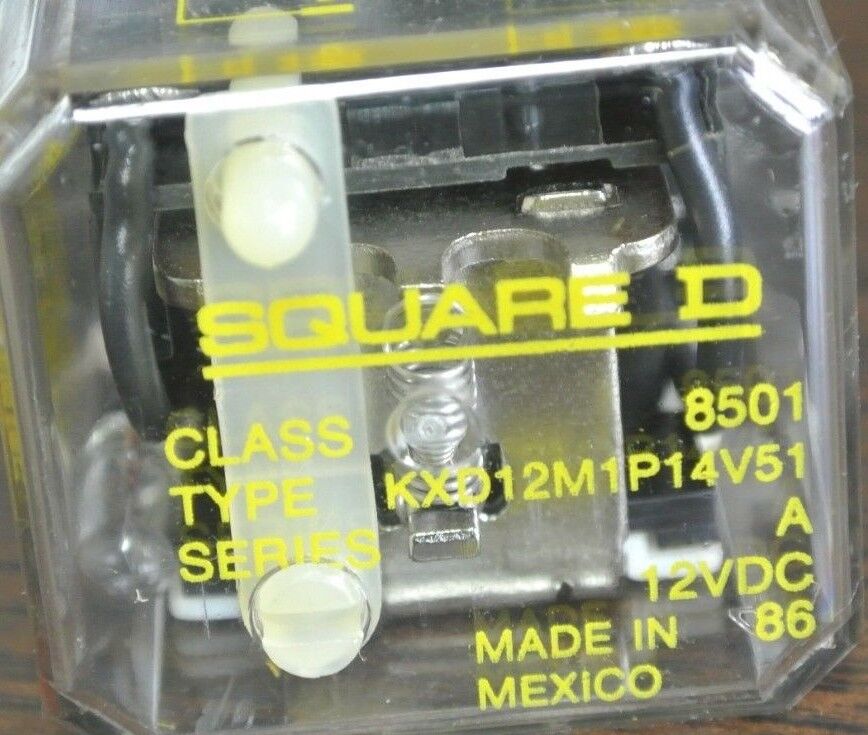 SQUARE D
CLASS 8501
TYPE KXD12M1P14V51
SERIES A
12VDC
MADE IN 86
MEXICO